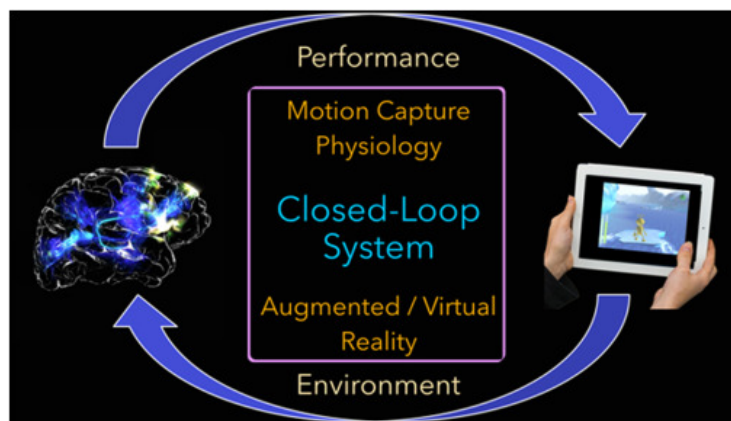 Performance
Motion Capture
Physiology
Closed-Loop
System
Augmented / Virtual
Reality
Environment